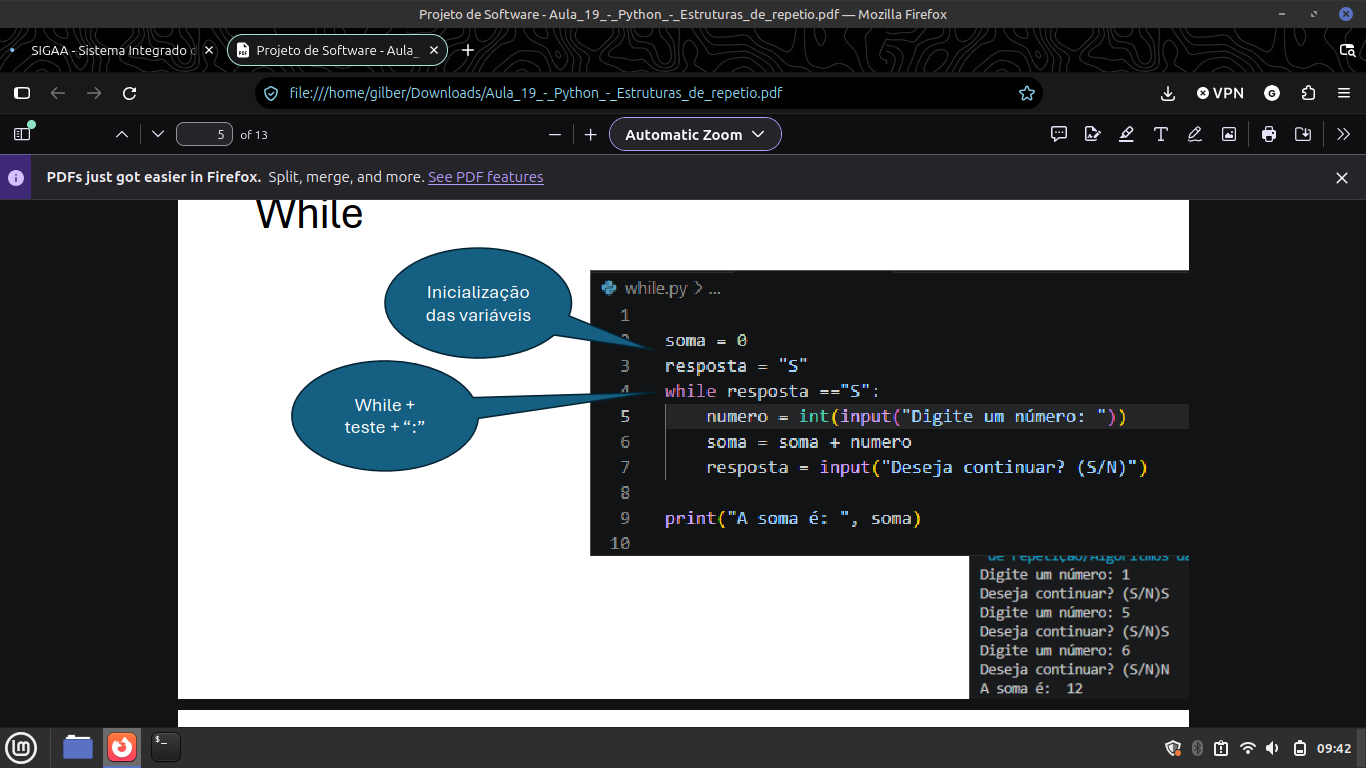 Projeto de Software - Aula_19_-_Python_-_Estruturas_de_repetio.pdf — Mozilla Firefox
SIGAA - Sistema Integrado d
Projeto de Software - Aula_
file:///home/gilber/Downloads/Aula_19_-_Python_-_Estruturas_de_repetio.pdf
VPN
G
5 of 13
Automatic Zoom
PDFs just got easier in Firefox. Split, merge, and more. See PDF features
While
Inicialização
das variáveis
While +
teste + “:”
while.py > ...
1
2 soma = 0
3 resposta = "S"
4 while resposta =="S":
5 numero = int(input("Digite um número: "))
6 soma = soma + numero
7 resposta = input("Deseja continuar? (S/N)")
8
9 print("A soma é: ", soma)
10
de repetição/Algoritmos da
Digite um número: 1
Deseja continuar? (S/N)S
Digite um número: 5
Deseja continuar? (S/N)S
Digite um número: 6
Deseja continuar? (S/N)N
A soma é:  12
09:42